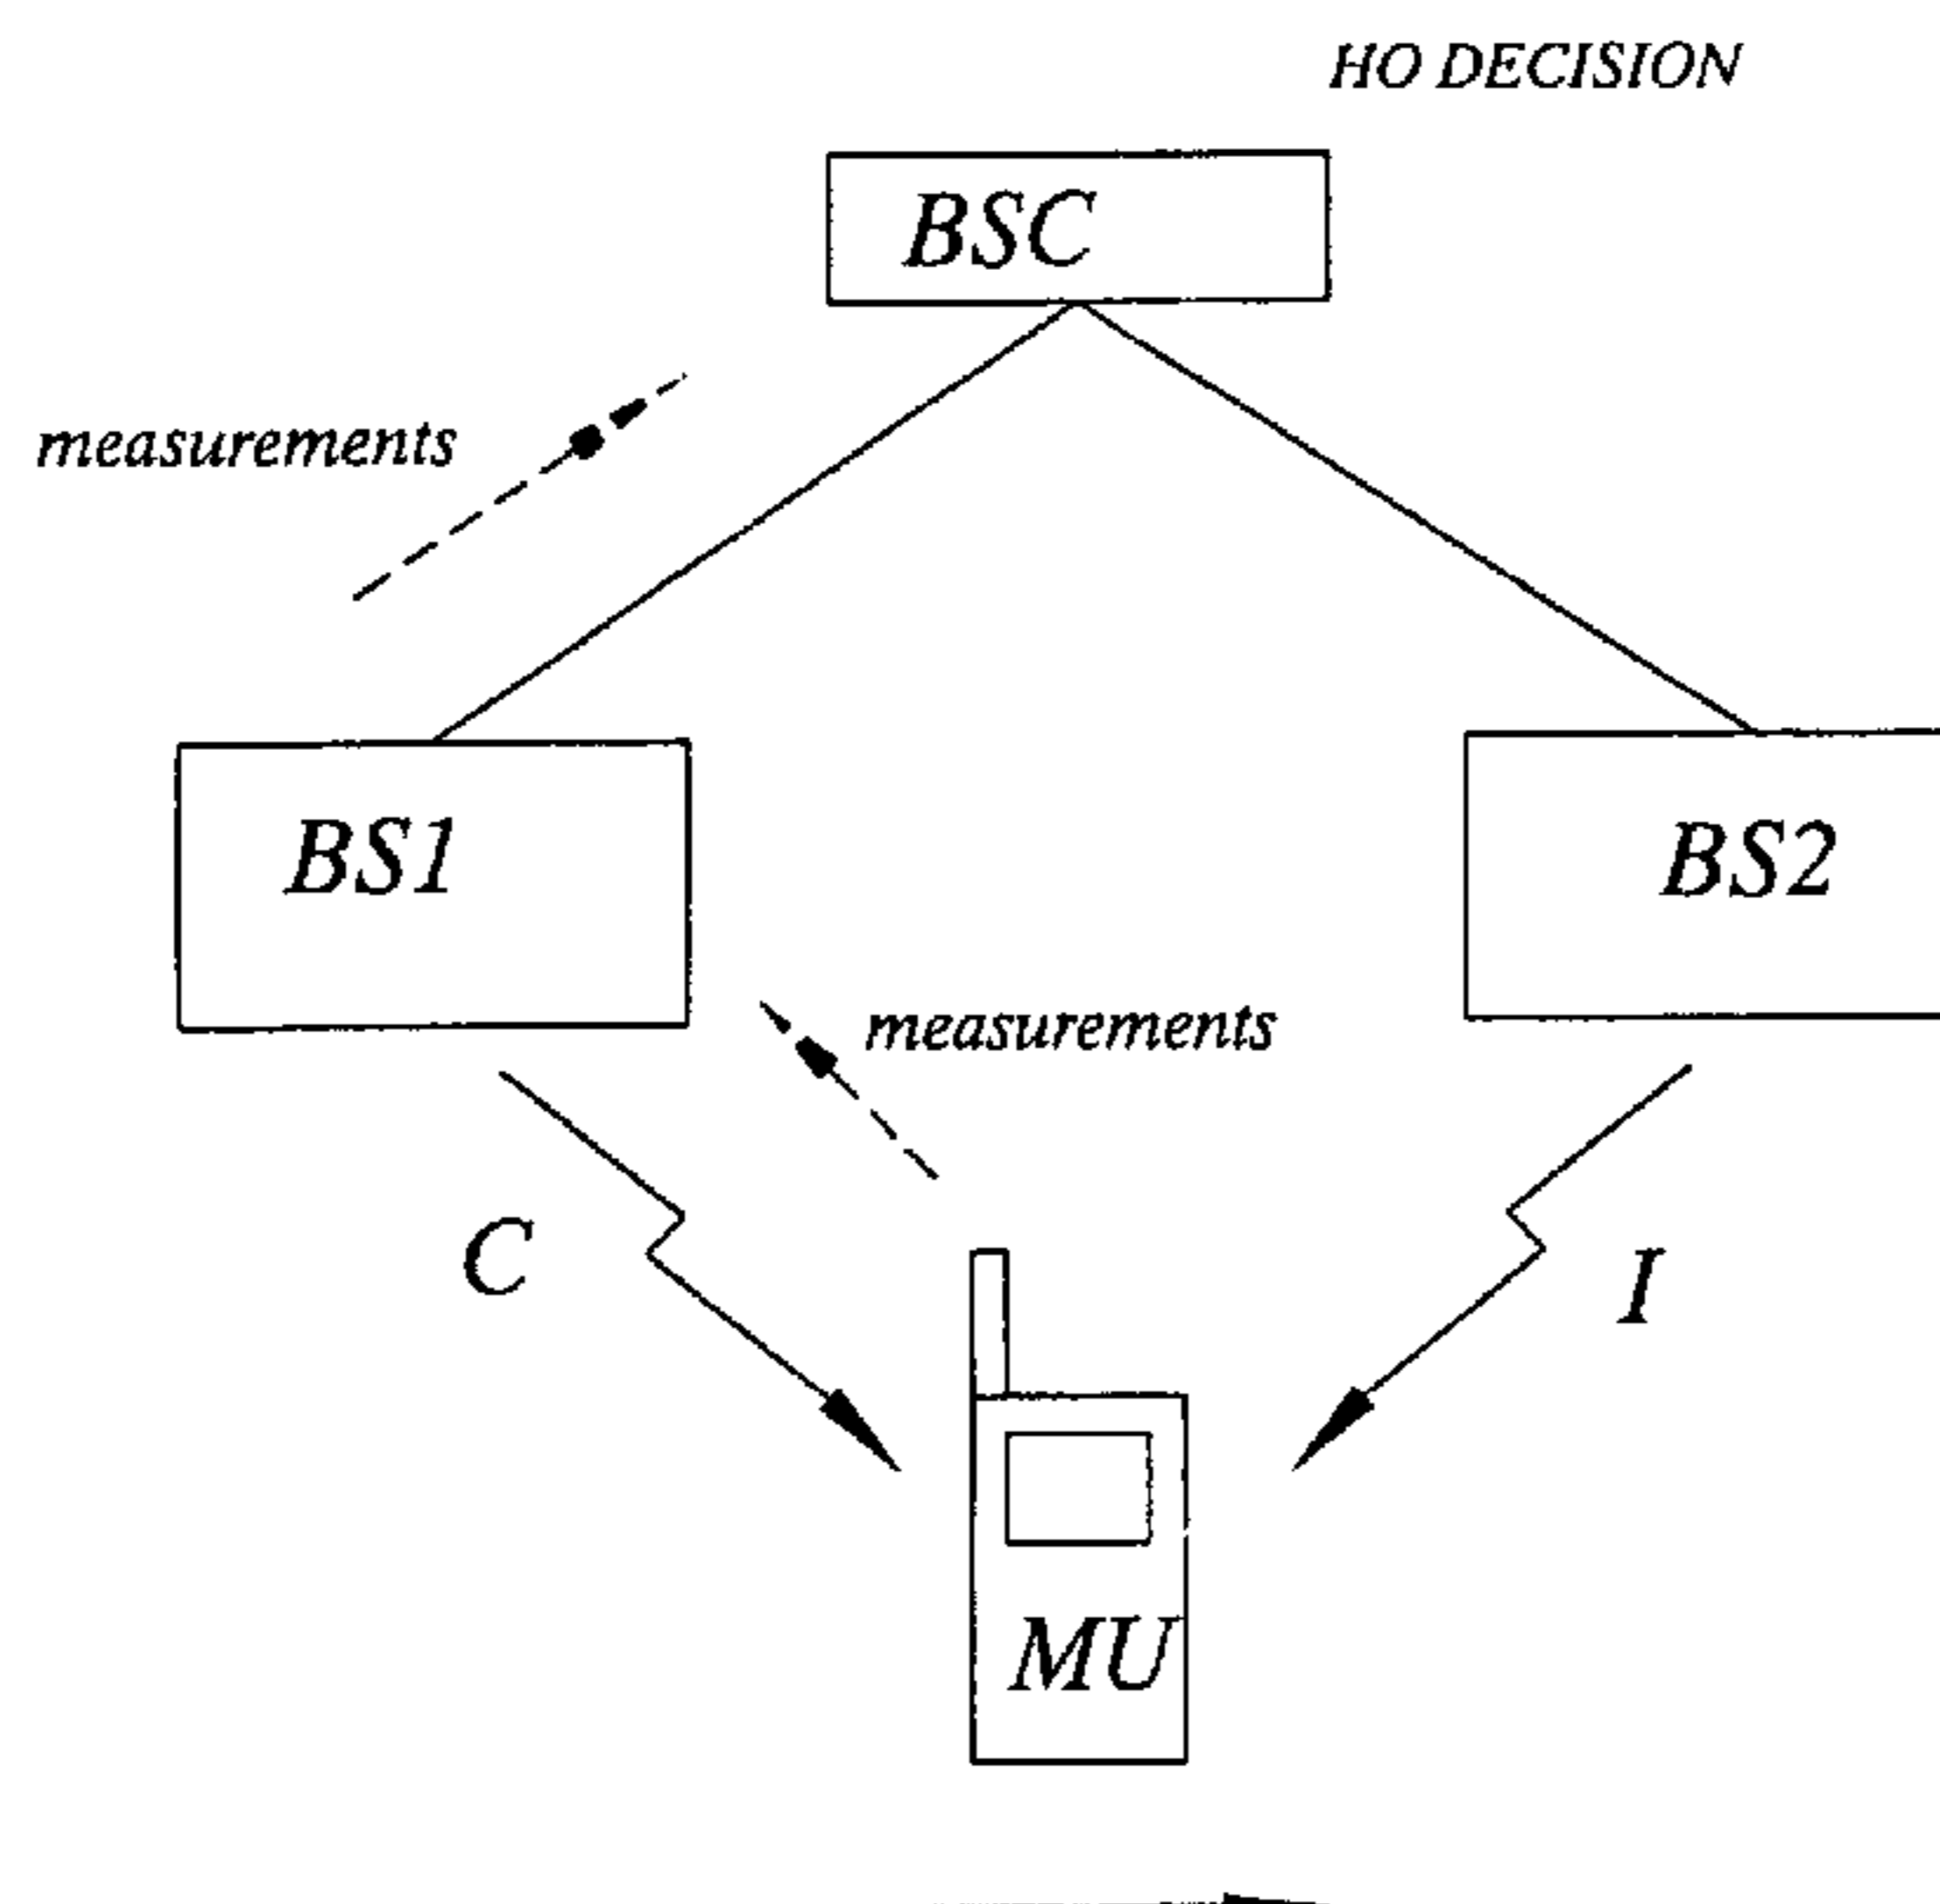 HO DECISION
BSC
measurements
BS1
BS2
measurements
C
I
MU